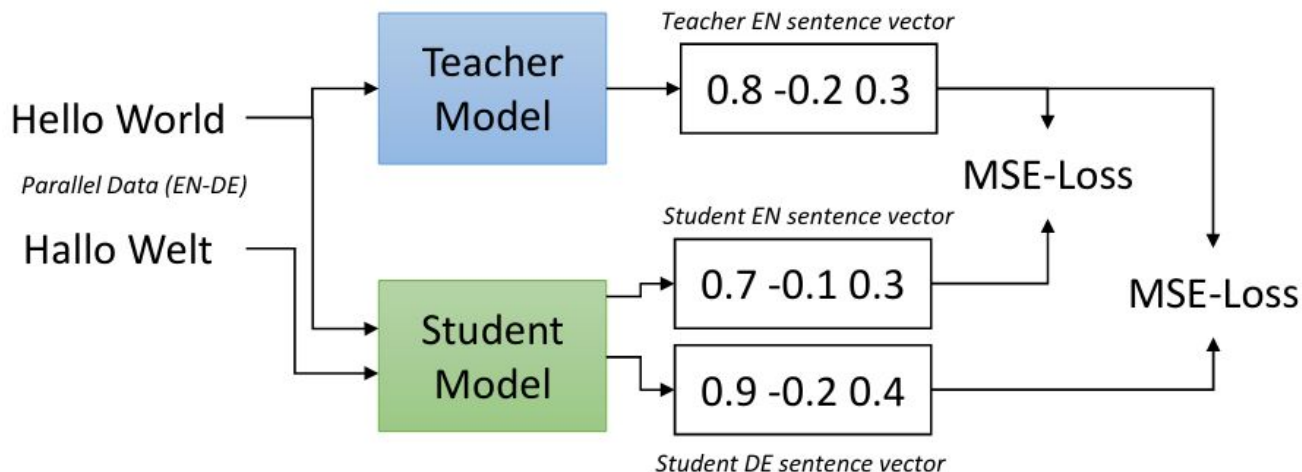 Teacher EN sentence vector
Teacher
Model
0.8 -0.2 0.3
Hello World
Parallel Data (EN-DE)
Hallo Welt
MSE-Loss
Student EN sentence vector
0.7 -0.1 0.3
MSE-Loss
Student
Model
0.9 -0.2 0.4
Student DE sentence vector